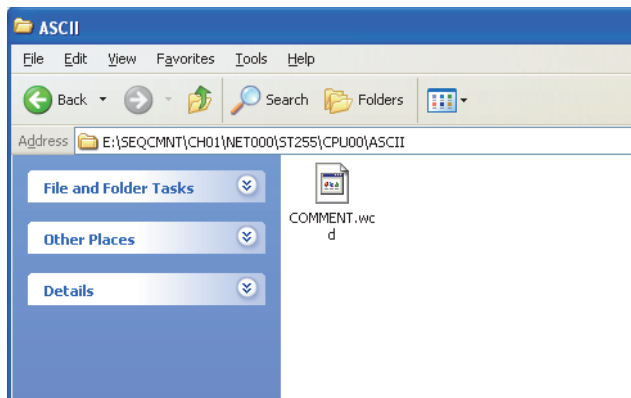 ASCII
File Edit View Favorites Tools Help
Back Search Folders
Address E:\SEQCMNT\CH01\NET000\ST255\CPU00\ASCII
File and Folder Tasks
COMMENT.wc
d
Other Places
Details